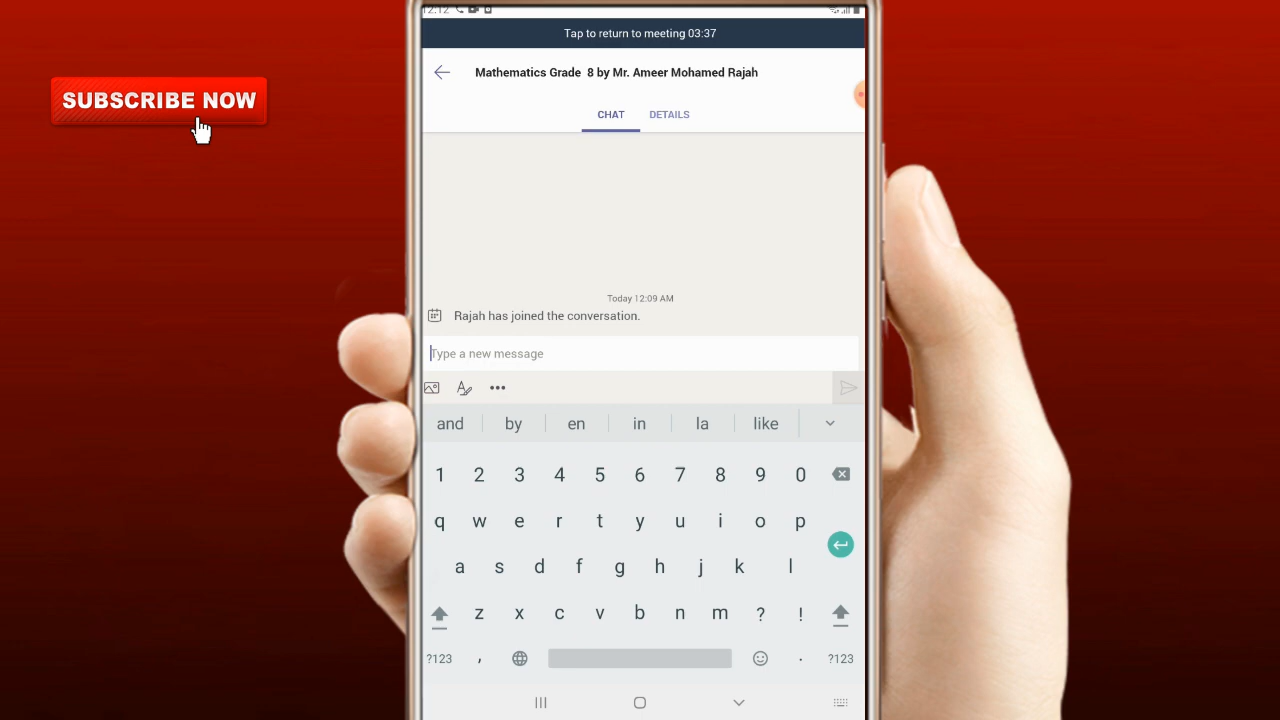 12:12
Tap to return to meeting 03:37
SUBSCRIBE NOW
Mathematics Grade 8 by Mr. Ameer Mohamed Rajah
CHAT DETAILS
Today 12:09 AM
Rajah has joined the conversation.
Type a new message
and by en in la like
1 2 3 4 5 6 7 8 9 0
q w e r t y u i o p
a s d f g h j k l
z x c v b n m ? !
?123 , . ?123